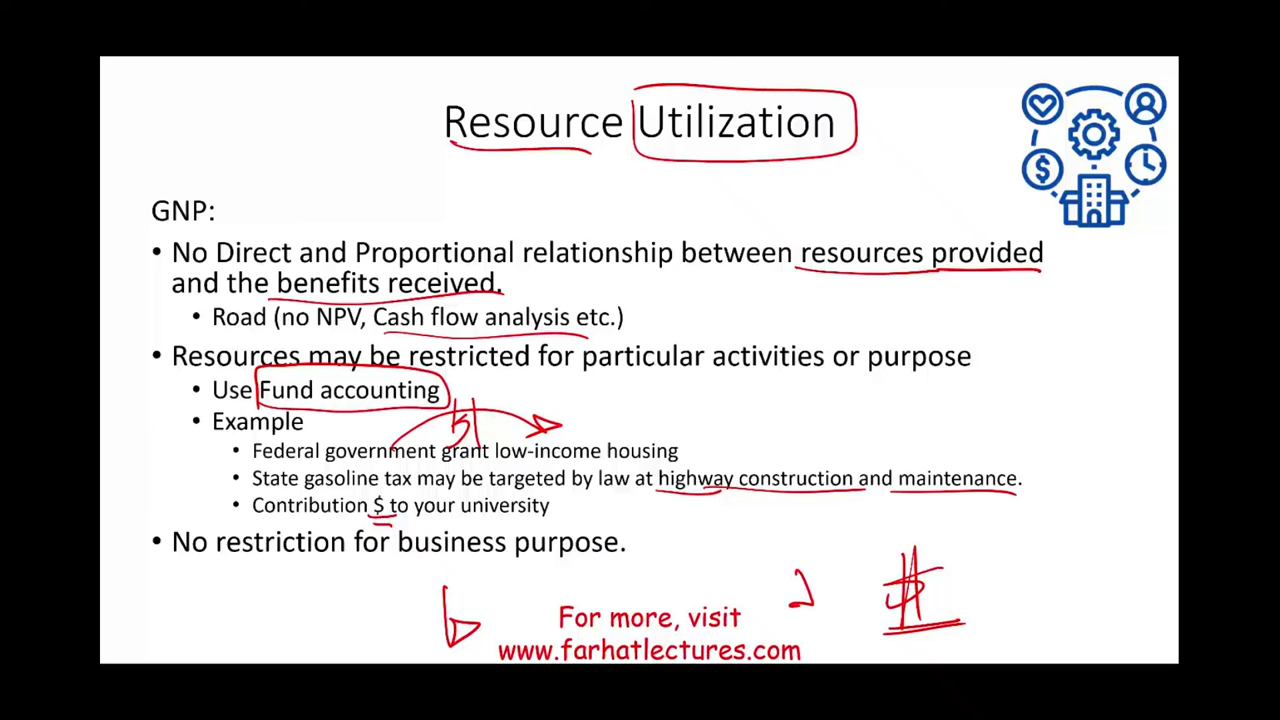 Resource Utilization
GNP:
• No Direct and Proportional relationship between resources provided
and the benefits received.
• Road (no NPV, Cash flow analysis etc.)
• Resources may be restricted for particular activities or purpose
• Use Fund accounting
• Example
• Federal government grant low-income housing
• State gasoline tax may be targeted by law at highway construction and maintenance.
• Contribution $ to your university
• No restriction for business purpose.
$
For more, visit
www.farhatlectures.com